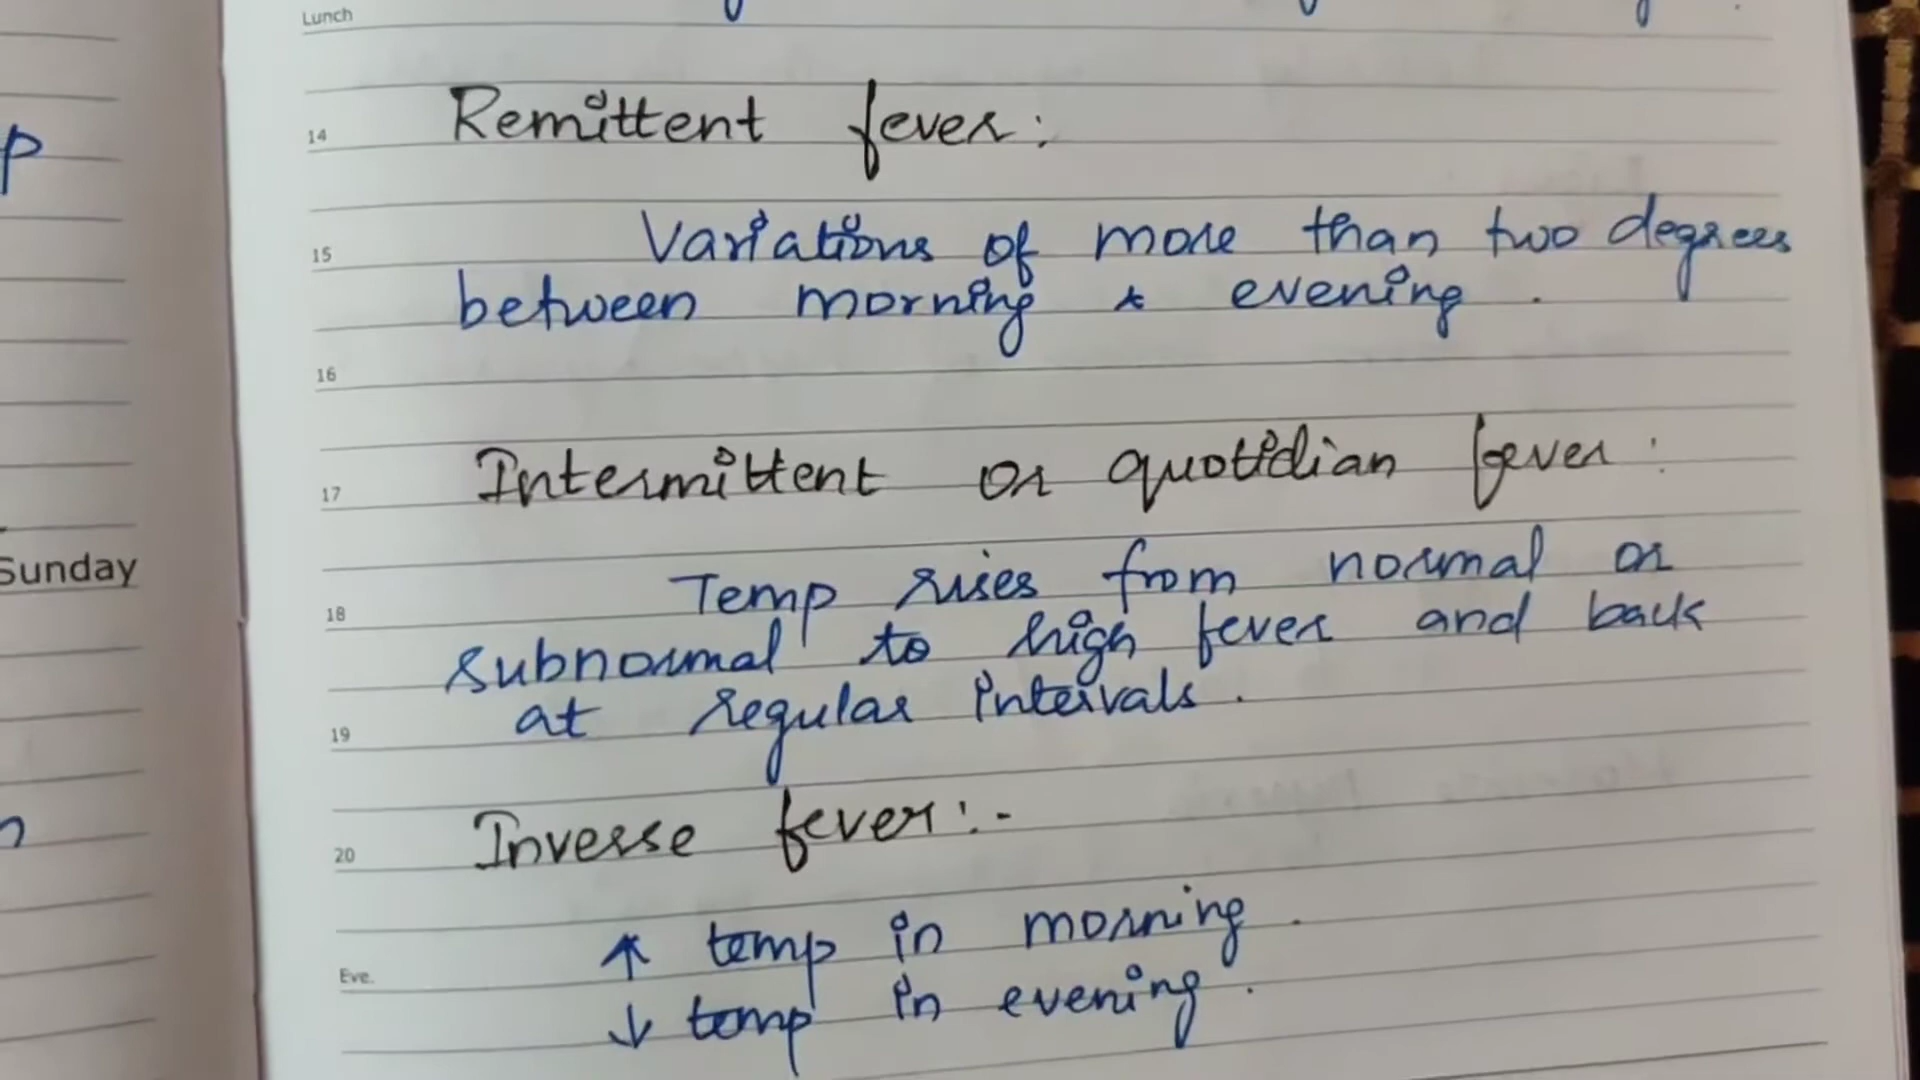 Lunch
14 Remittent fever:
15 Variations of more than two degrees
between morning & evening.
16
17 Intermittent or quotidian fever:
Sunday
18 Temp rises from normal or
subnormal to high fever and back
19 at regular intervals.
20 Inverse fever:-
↑ temp in morning.
Eve.
↓ temp in evening.